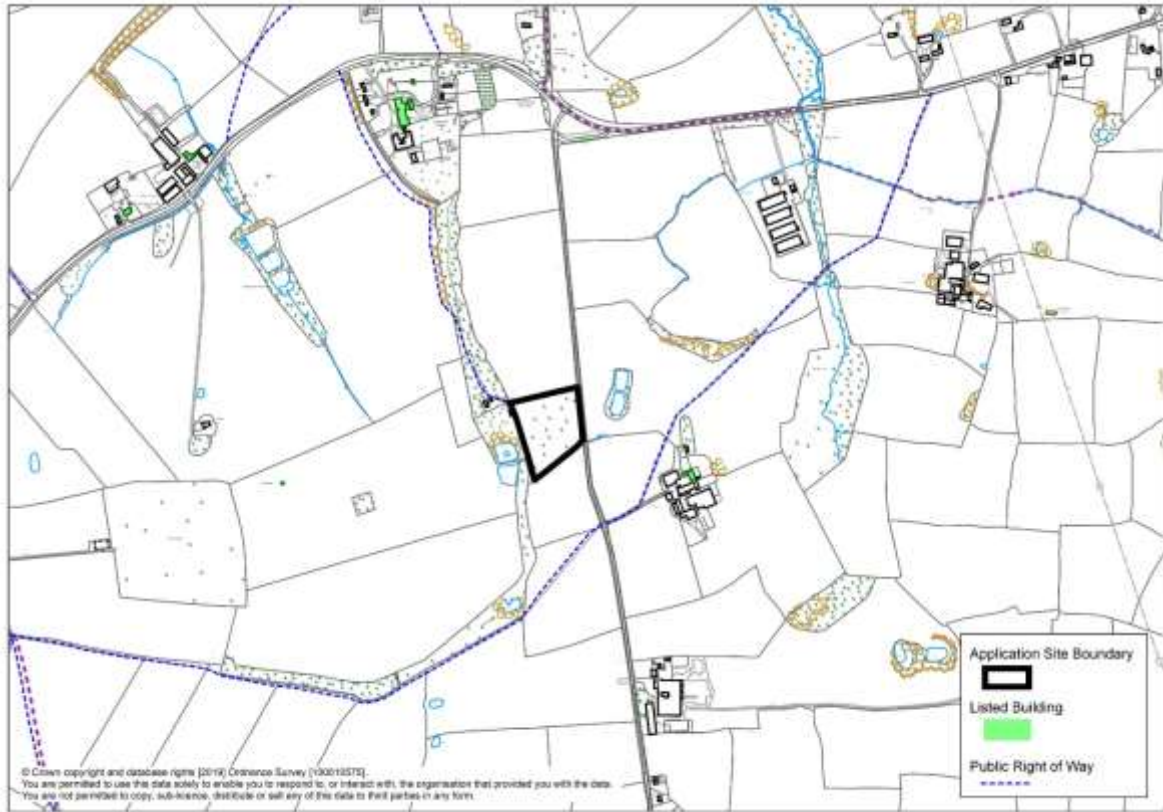 Application Site Boundary
Listed Building
Public Right of Way
© Crown copyright and database rights [2019] Ordnance Survey [100019575].
You are permitted to use this data solely to enable you to respond to, or interact with, the organisation that provided you with the data.
You are not permitted to copy, sub-licence, distribute or sell any of this data to third parties in any form.